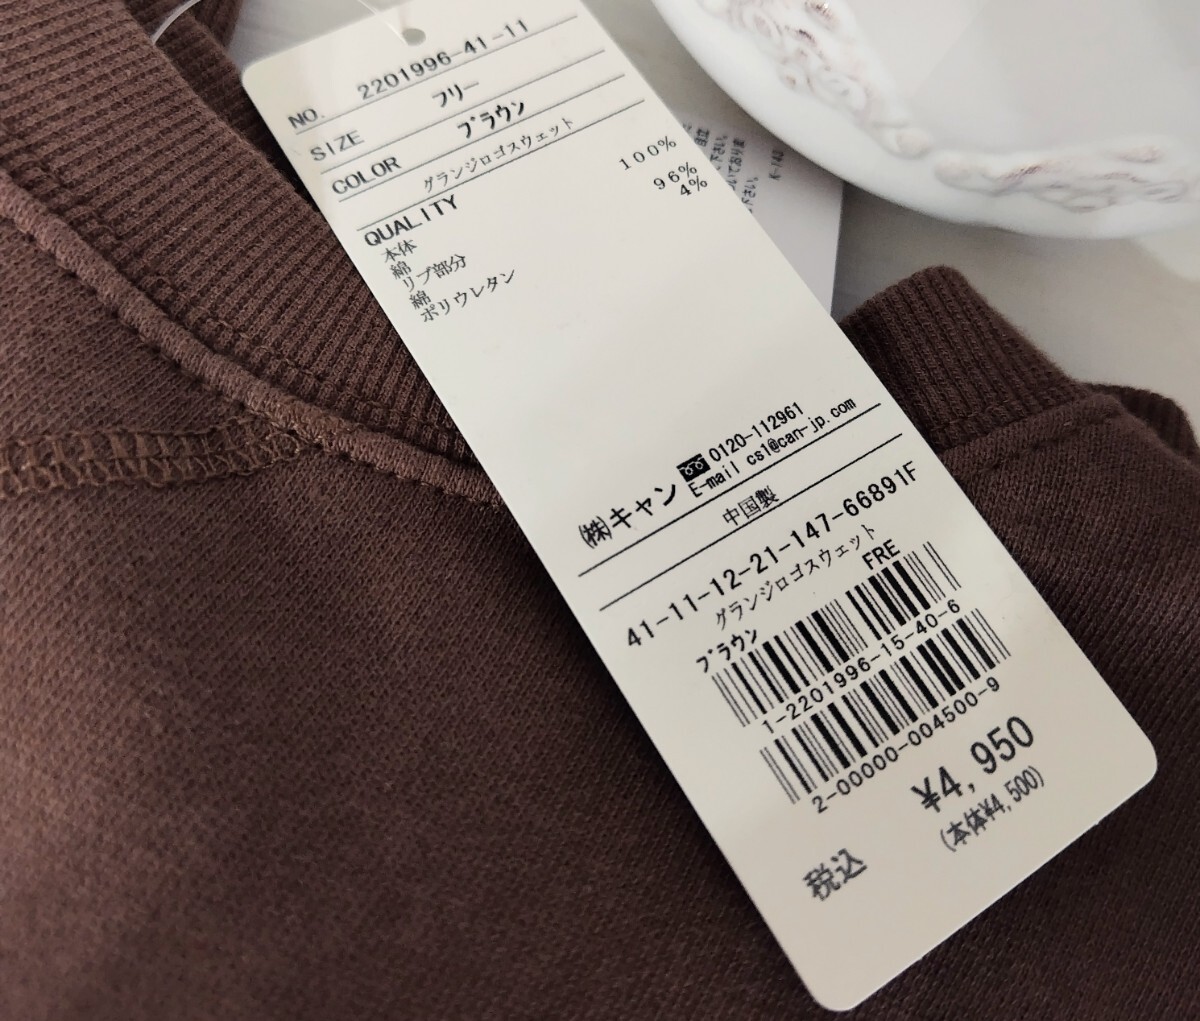 NO. 2201996-41-11
SIZE フリー
COLOR ブラウン
グランジロゴスウェット
QUALITY
本体
綿 100%
リブ部分
綿 96%
ポリウレタン 4%
㈱キャン 0120-112961
E-mail cs1@can-jp.com
中国製
41-11-12-21-147-66891F
グランジロゴスウェット
ブラウン FRE
1-2201996-15-40-6
2-00000-004500-9
¥4,950
税込 (本体¥4,500)
K-143